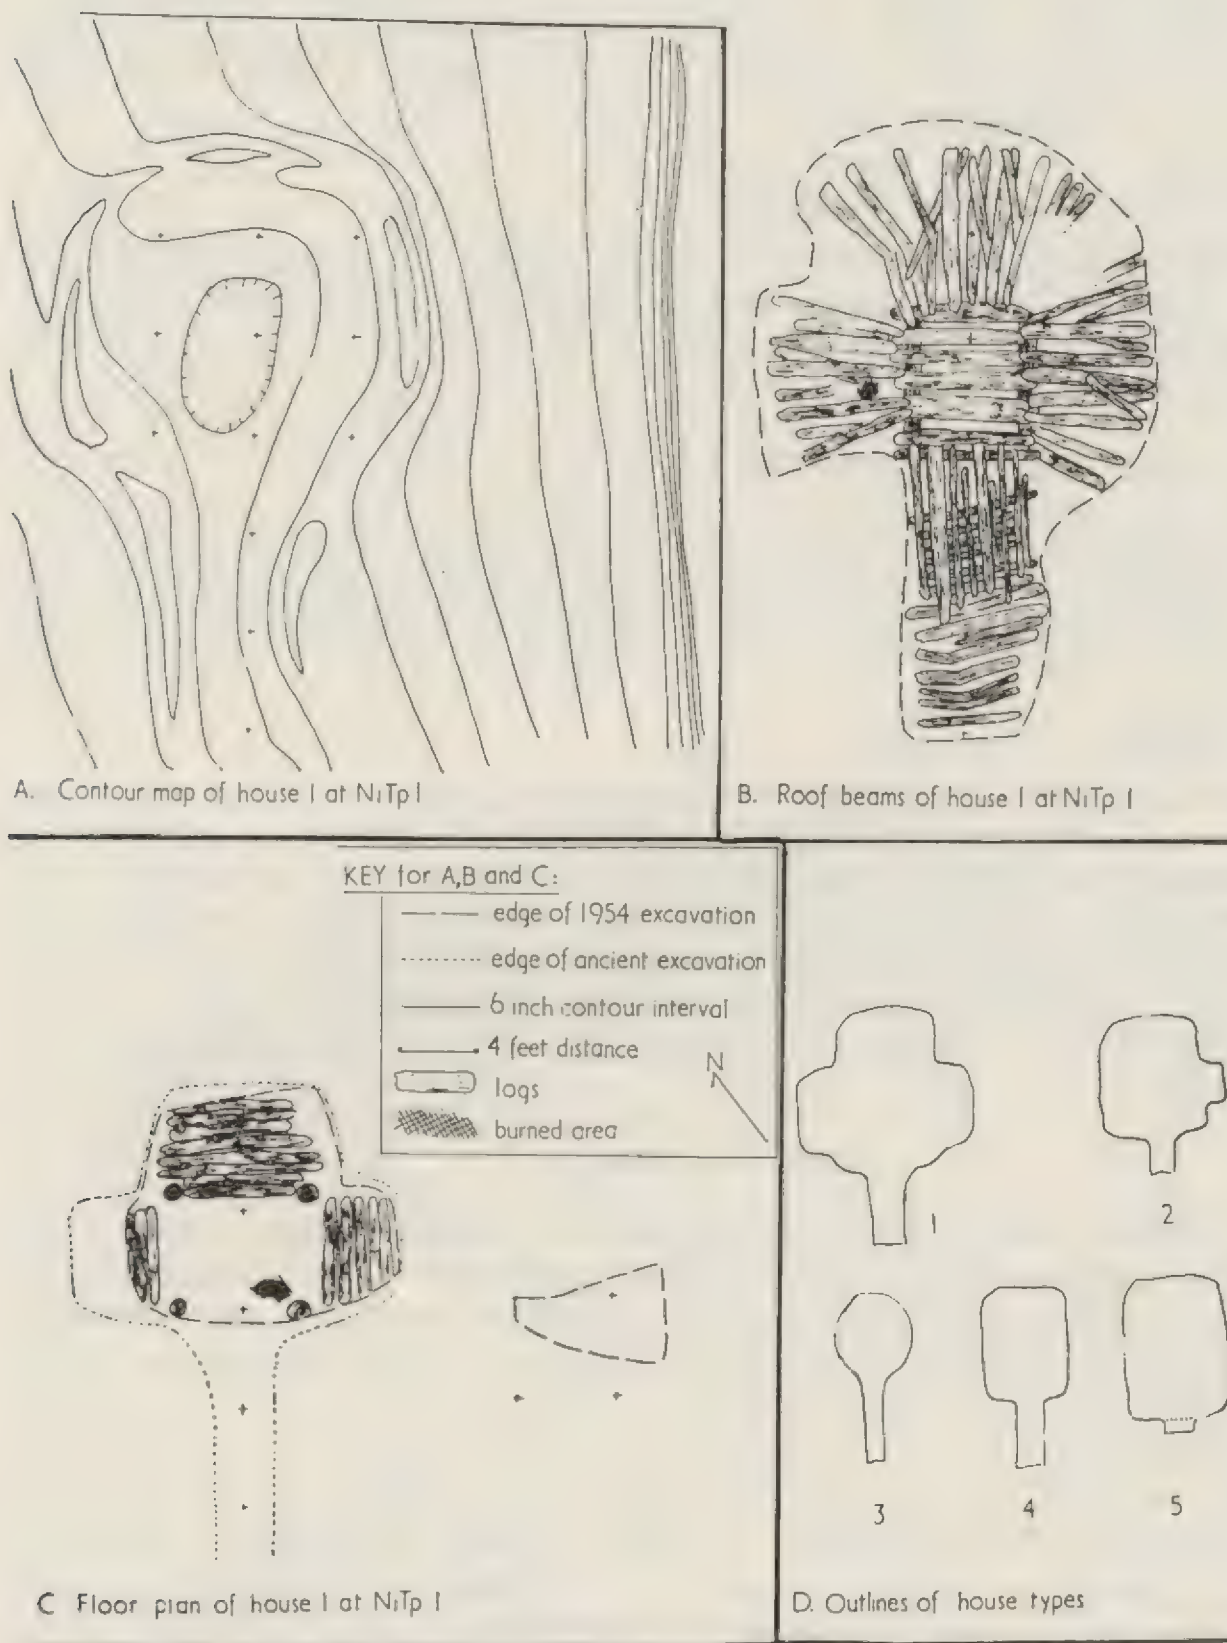 A. Contour map of house 1 at NiTp 1
B. Roof beams of house 1 at NiTp 1
KEY for A,B and C:
edge of 1954 excavation
edge of ancient excavation
6 inch contour interval
4 feet distance
N
logs
burned area
1
2
3
4
5
C Floor plan of house 1 at NiTp 1
D. Outlines of house types